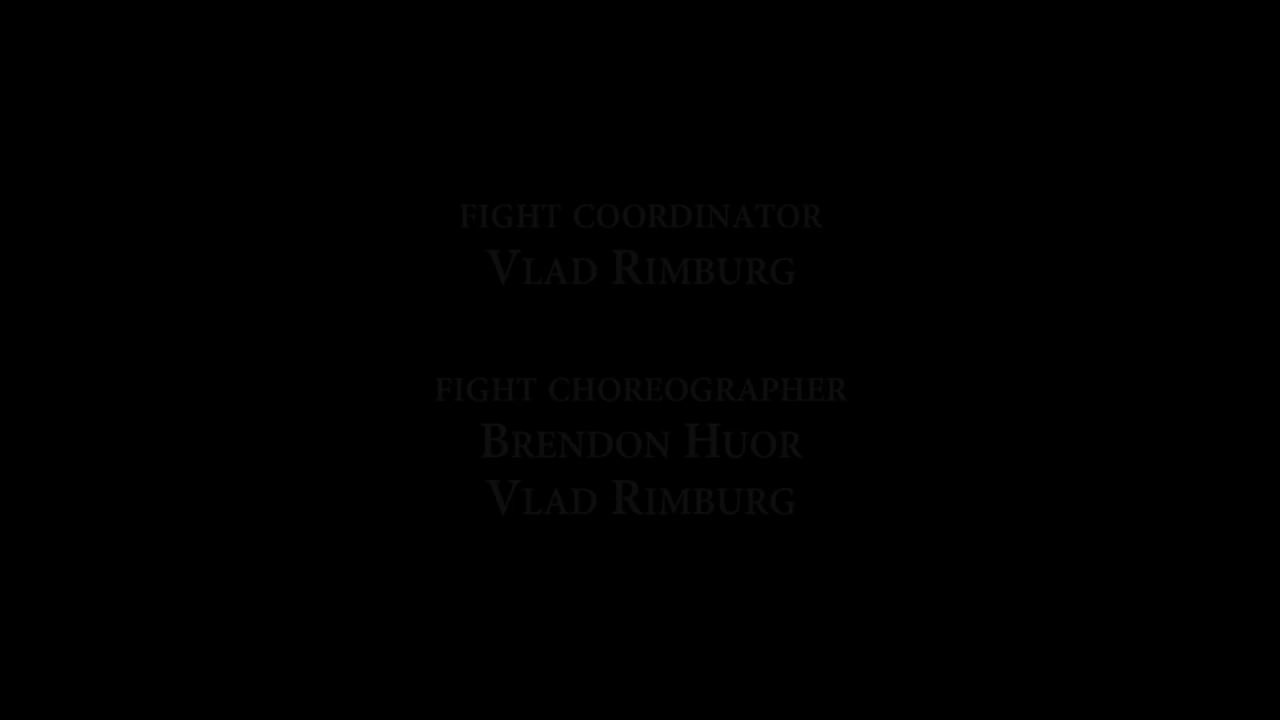 FIGHT COORDINATOR
VLAD RIMBURG
FIGHT CHOREOGRAPHER
BRENDON HUOR
VLAD RIMBURG